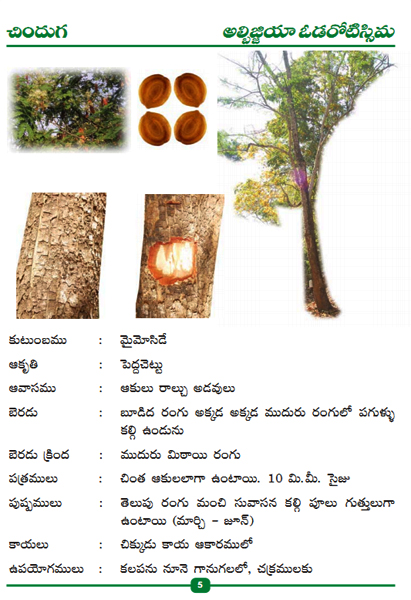 చిందుగ అల్బిజ్జియా ఓడరోటిస్సిమ
కుటుంబము : మైమోసిడే
ఆకృతి : పెద్దచెట్టు
ఆవాసము : ఆకులు రాల్చు అడవులు
బెరడు : బూడిద రంగు అక్కడ అక్కడ ముదురు రంగులో పగుళ్ళు
కల్గి ఉండును
బెరడు క్రింద : ముదురు మిఠాయి రంగు
పత్రములు : చింత ఆకులలాగా ఉంటాయి. 10 మి.మీ. సైజు
పుష్పములు : తెలుపు రంగు మంచి సువాసన కల్గి పూలు గుత్తులుగా
ఉంటాయి (మార్చి – జూన్)
కాయలు : చిక్కుడు కాయ ఆకారములో
ఉపయోగములు : కలపను నూనె గానుగలలో, చక్రములకు
5